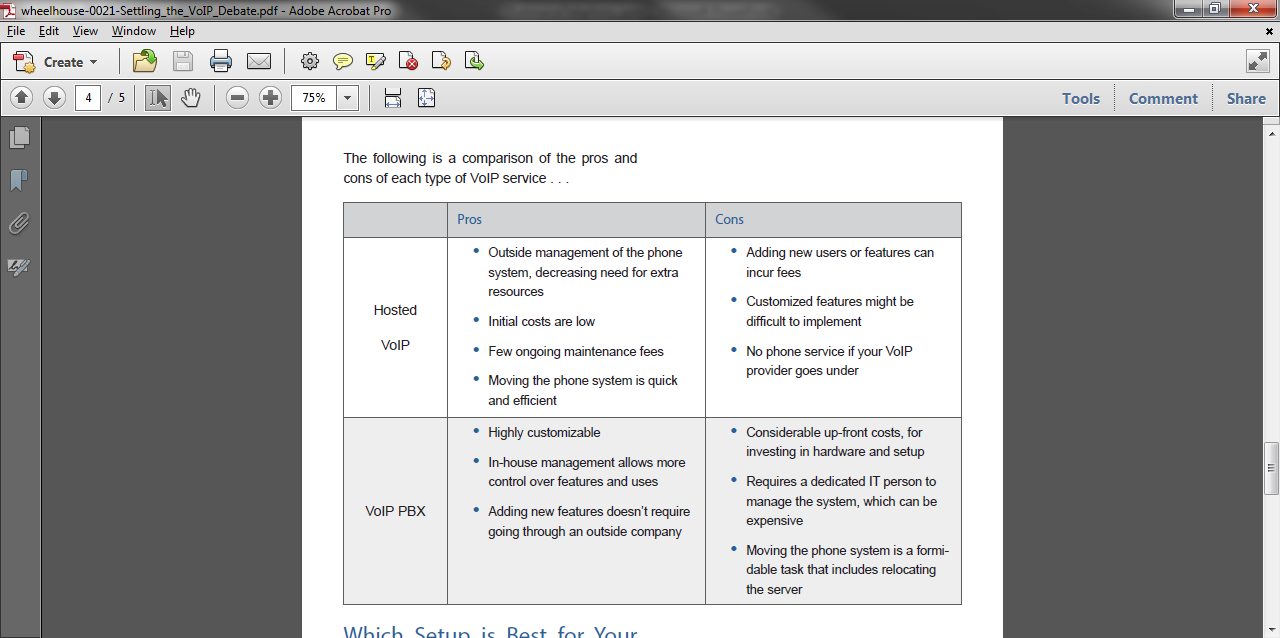 wheelhouse-0021-Settling_the_VoIP_Debate.pdf - Adobe Acrobat Pro
File Edit View Window Help
Create
4 / 5 75% Tools Comment Share
The following is a comparison of the pros and
cons of each type of VoIP service . . .
Pros Cons
Hosted
VoIP
• Outside management of the phone
system, decreasing need for extra
resources
• Initial costs are low
• Few ongoing maintenance fees
• Moving the phone system is quick
and efficient
• Adding new users or features can
incur fees
• Customized features might be
difficult to implement
• No phone service if your VoIP
provider goes under
VoIP PBX
• Highly customizable
• In-house management allows more
control over features and uses
• Adding new features doesn’t require
going through an outside company
• Considerable up-front costs, for
investing in hardware and setup
• Requires a dedicated IT person to
manage the system, which can be
expensive
• Moving the phone system is a formi-
dable task that includes relocating
the server
Which Setup is Best for Your